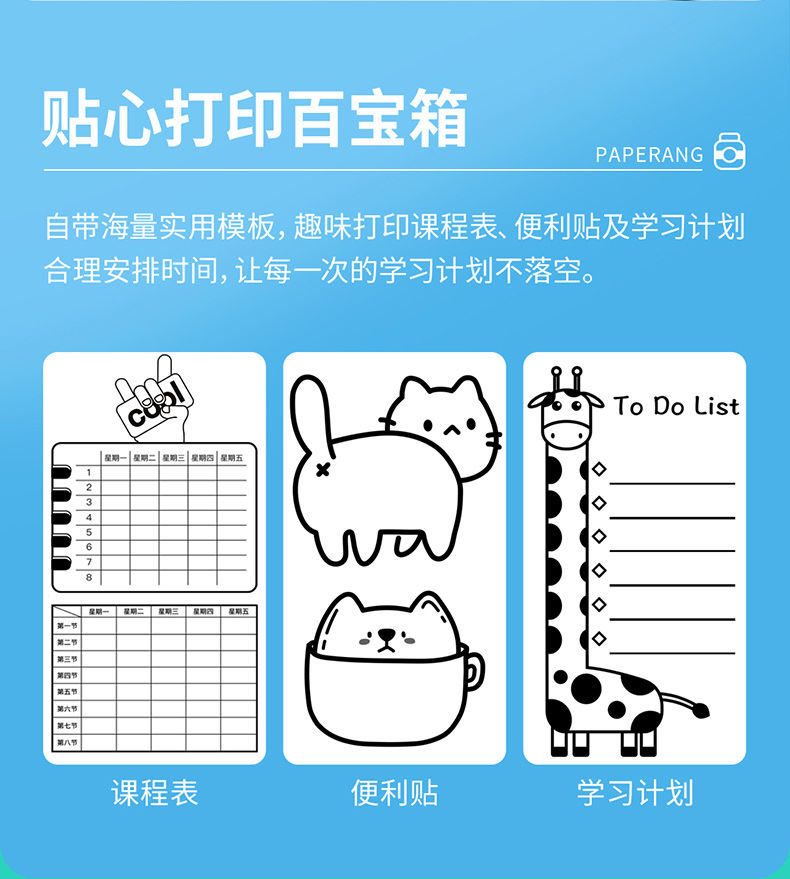 贴心打印百宝箱
PAPERANG
自带海量实用模板，趣味打印课程表、便利贴及学习计划
合理安排时间，让每一次的学习计划不落空。
cool
星期一 星期二 星期三 星期四 星期五
1
2
3
4
5
6
7
8
星期一 星期二 星期三 星期四 星期五
第一节
第二节
第三节
第四节
第五节
第六节
第七节
第八节
To Do List
课程表
便利贴
学习计划